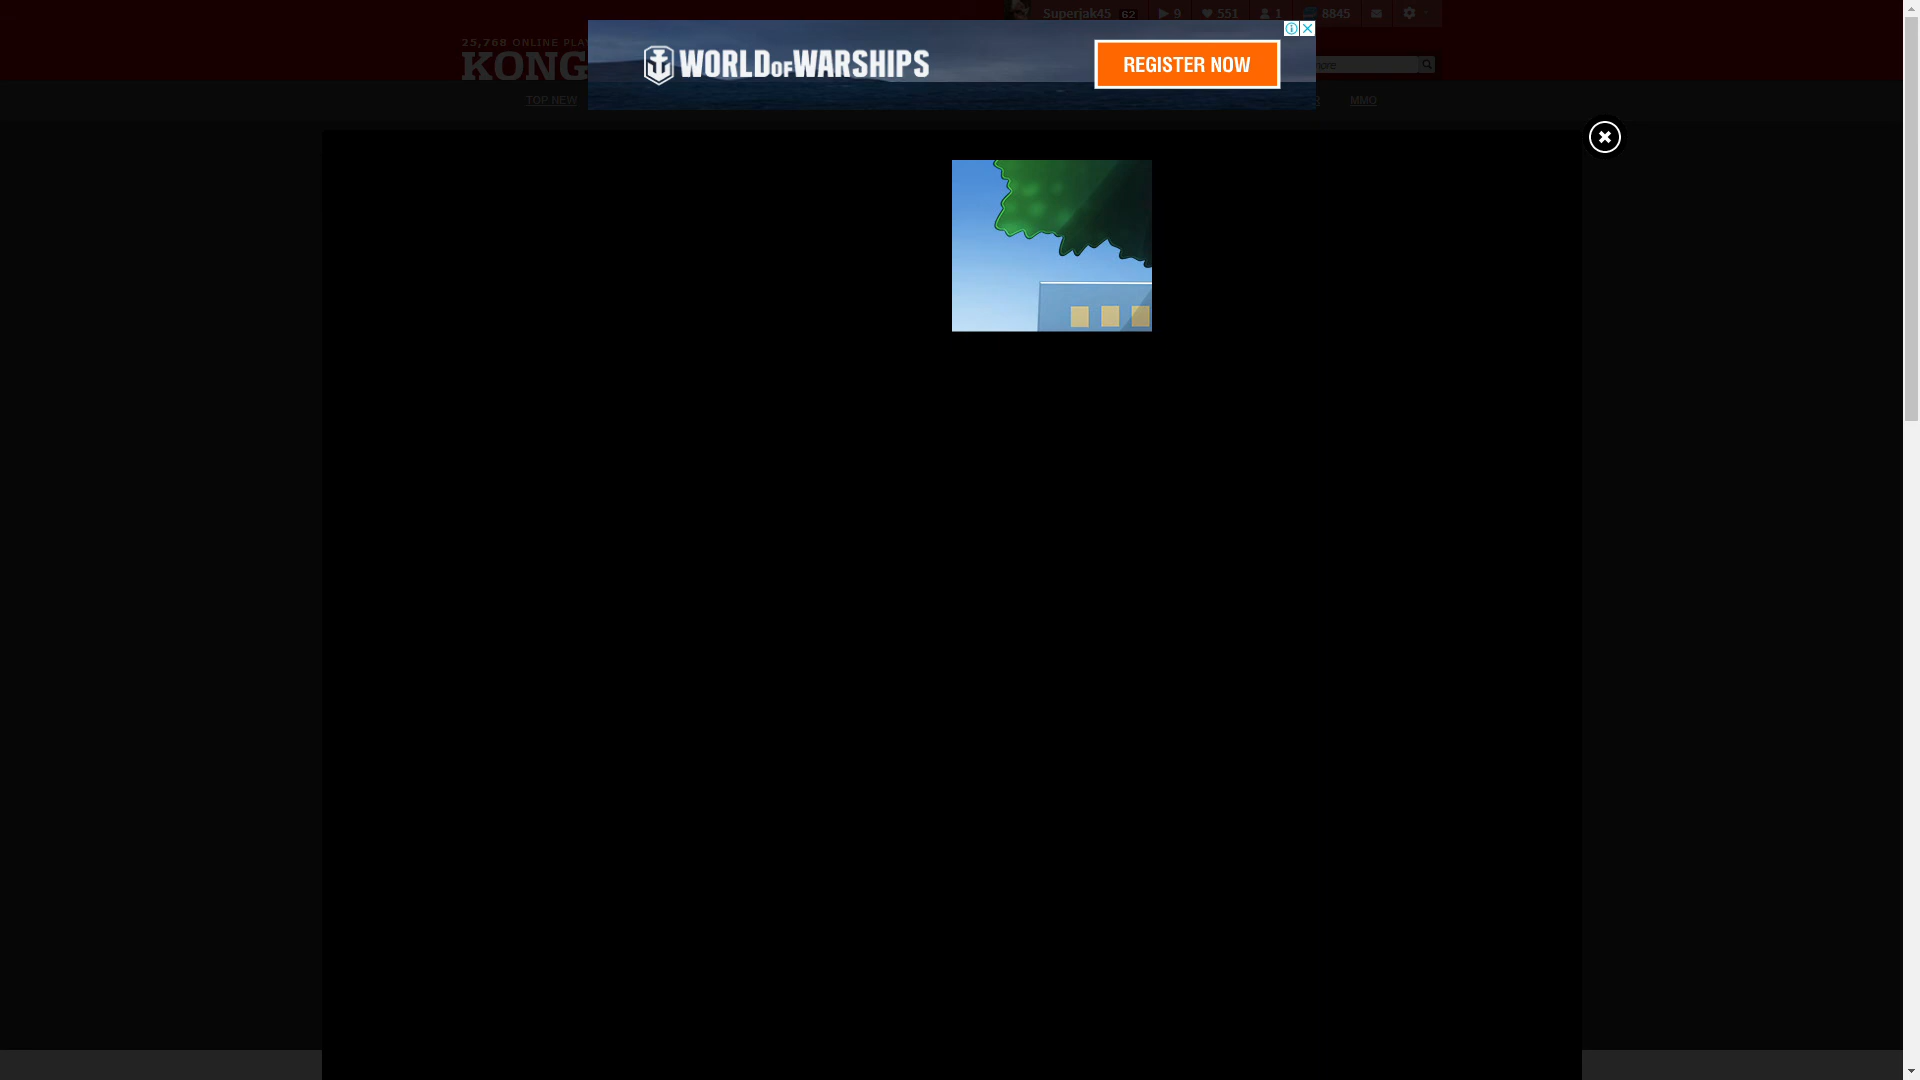 Superjak45 62 9 551 1 8845
25,768 ONLINE PLA
KONG
WORLD OF WARSHIPS
REGISTER NOW
more
TOP NEW
MMO